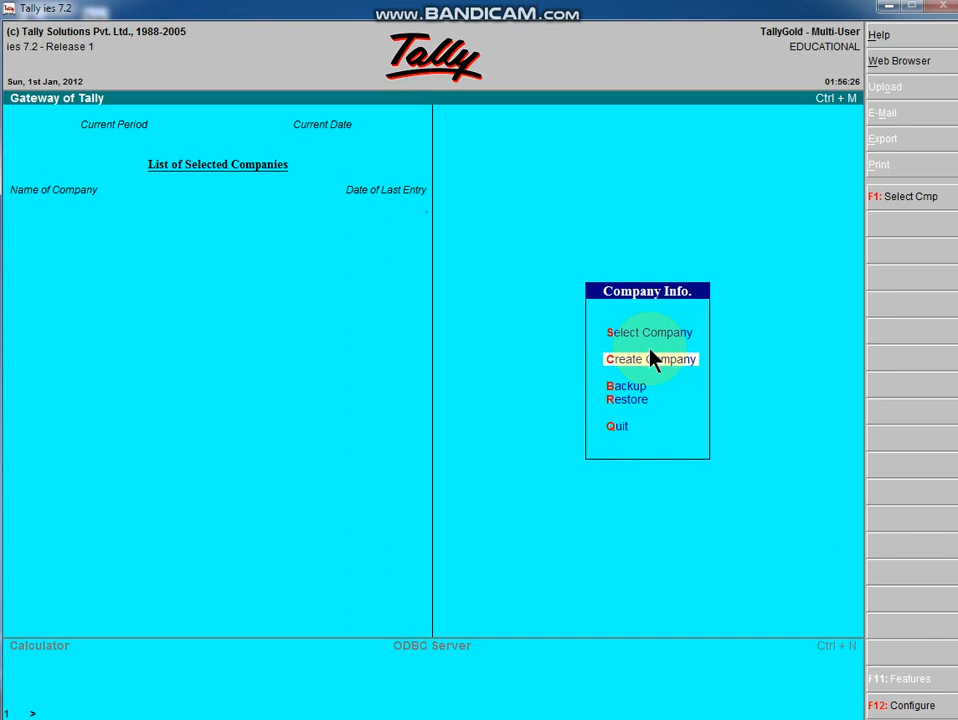 Tally ies 7.2
www.BANDICAM.com
(c) Tally Solutions Pvt. Ltd., 1988-2005
ies 7.2 - Release 1
Sun, 1st Jan, 2012
Tally
TallyGold - Multi-User
EDUCATIONAL
01:56:26
Gateway of Tally
Ctrl + M
Current Period
Current Date
List of Selected Companies
Name of Company
Date of Last Entry
Company Info.
Select Company
Create Company
Backup
Restore
Quit
Help
Web Browser
Upload
E-Mail
Export
Print
F1: Select Cmp
F11: Features
F12: Configure
Calculator
ODBC Server
Ctrl + N
1 >